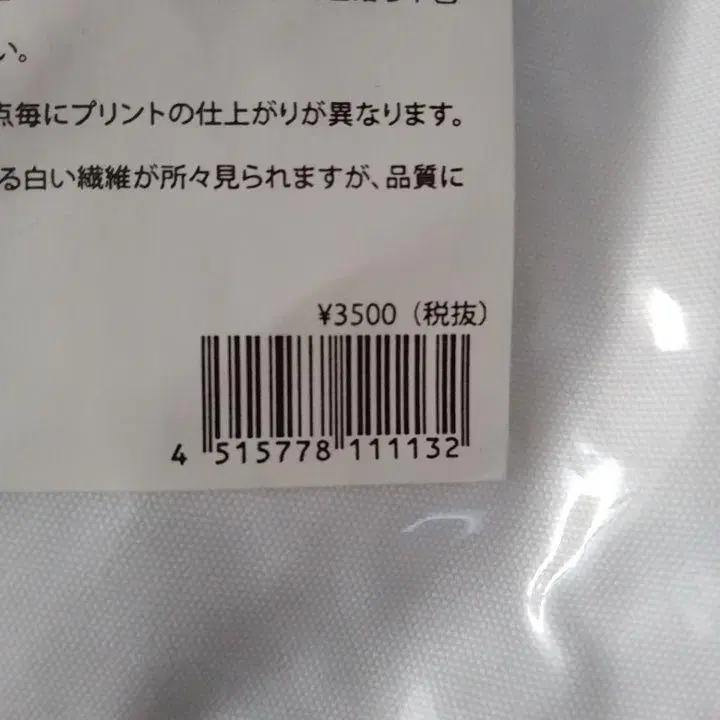 い。
点毎にプリントの仕上がりが異なります。
る白い繊維が所々見られますが、品質に
¥3500（税抜）
4 515778 111132